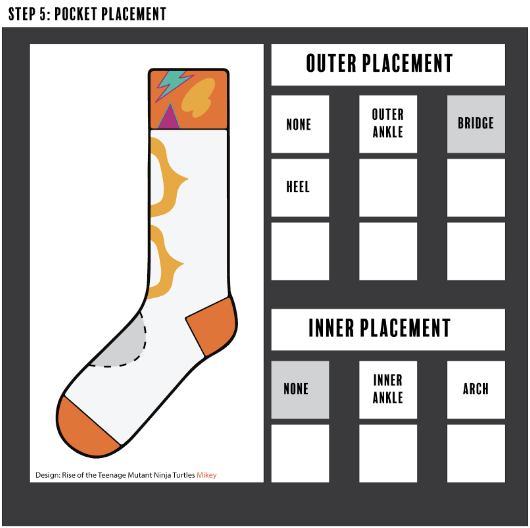 STEP 5: POCKET PLACEMENT
OUTER PLACEMENT
NONE
OUTER
ANKLE
BRIDGE
HEEL
INNER PLACEMENT
NONE
INNER
ANKLE
ARCH
Design: Rise of the Teenage Mutant Ninja Turtles Mikey